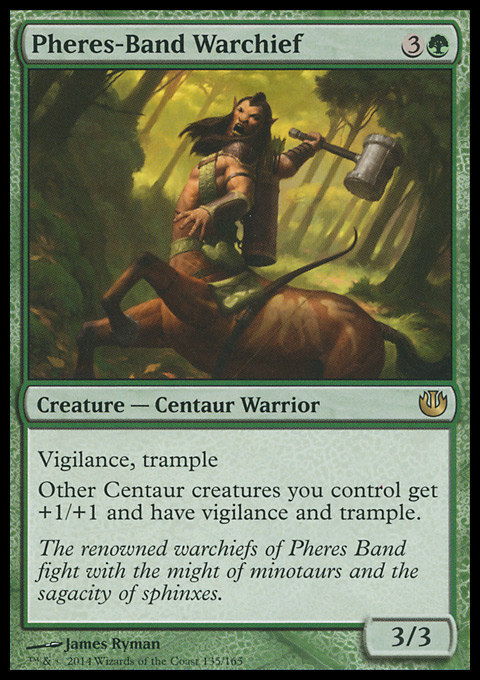 Pheres-Band Warchief 3
Creature — Centaur Warrior
Vigilance, trample
Other Centaur creatures you control get
+1/+1 and have vigilance and trample.
The renowned warchiefs of Pheres Band
fight with the might of minotaurs and the
sagacity of sphinxes.
James Ryman
™ & © 2014 Wizards of the Coast 135/165
3/3